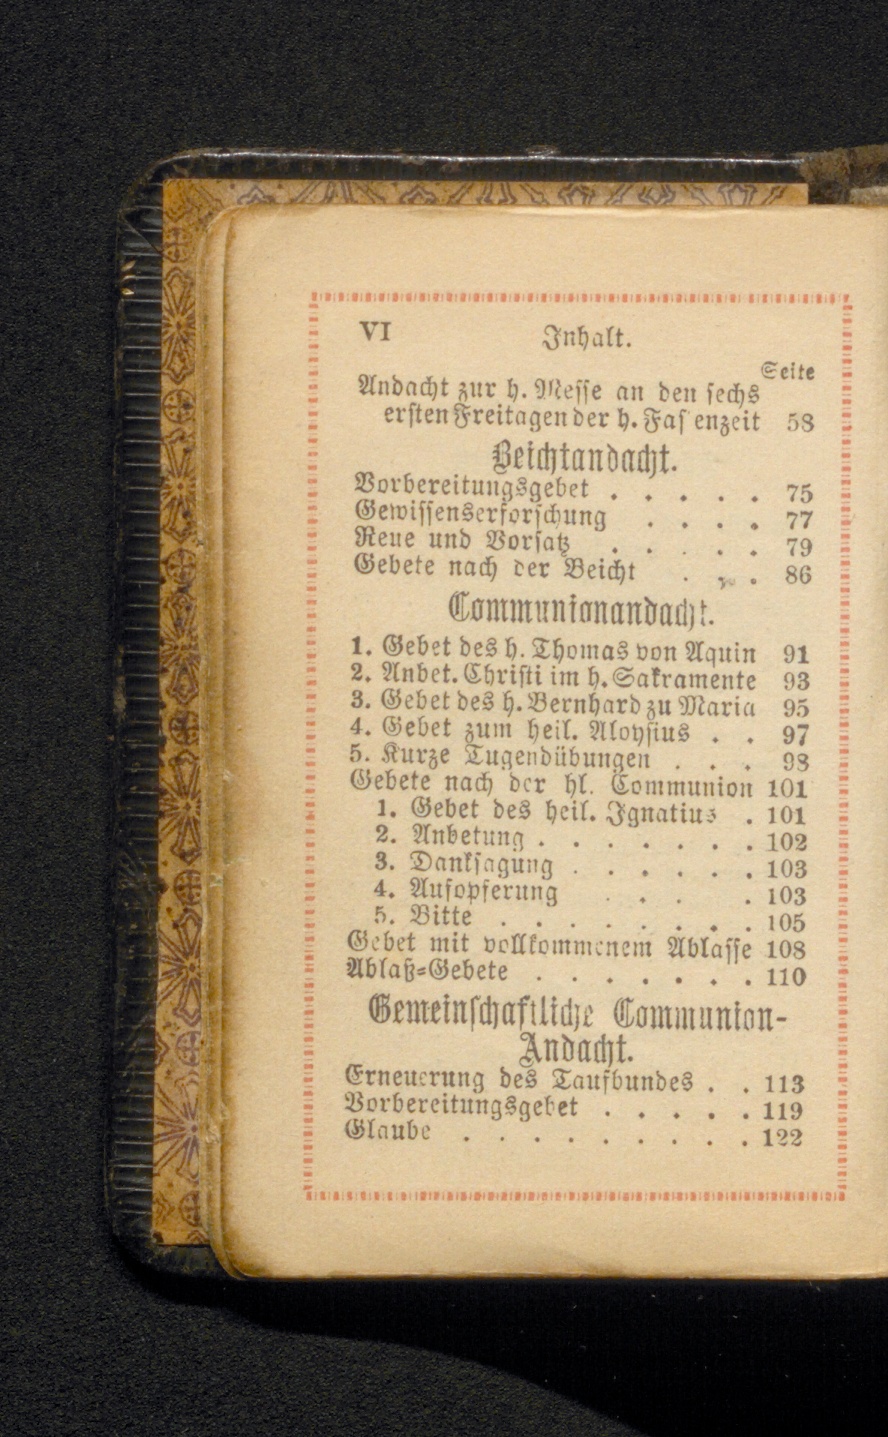 VI Inhalt.
Seite
Andacht zur h. Messe an den sechs
ersten Freitagen der h. Fastenzeit 58
Beichtandacht.
Vorbereitungsgebet . . . . . 75
Gewissenserforschung . . . . 77
Reue und Vorsatz . . . . . 79
Gebete nach der Beicht . . . 86
Communionandacht.
1. Gebet des h. Thomas von Aquin 91
2. Anbet. Christi im h. Sakramente 93
3. Gebet des h. Bernhard zu Maria 95
4. Gebet zum heil. Aloysius . . 97
5. Kurze Tugendübungen . . . 98
Gebete nach der hl. Communion 101
1. Gebet des heil. Ignatius . 101
2. Anbetung . . . . . . . 102
3. Danksagung . . . . . . 103
4. Aufopferung . . . . 103
5. Bitte . . . . . . . . 105
Gebet mit vollkommenem Ablasse 108
Ablaß-Gebete . . . . . . . 110
Gemeinschaftliche Communion-
Andacht.
Erneuerung des Taufbundes . . 113
Vorbereitungsgebet . . . . . 119
Glaube . . . . . . . . . 122